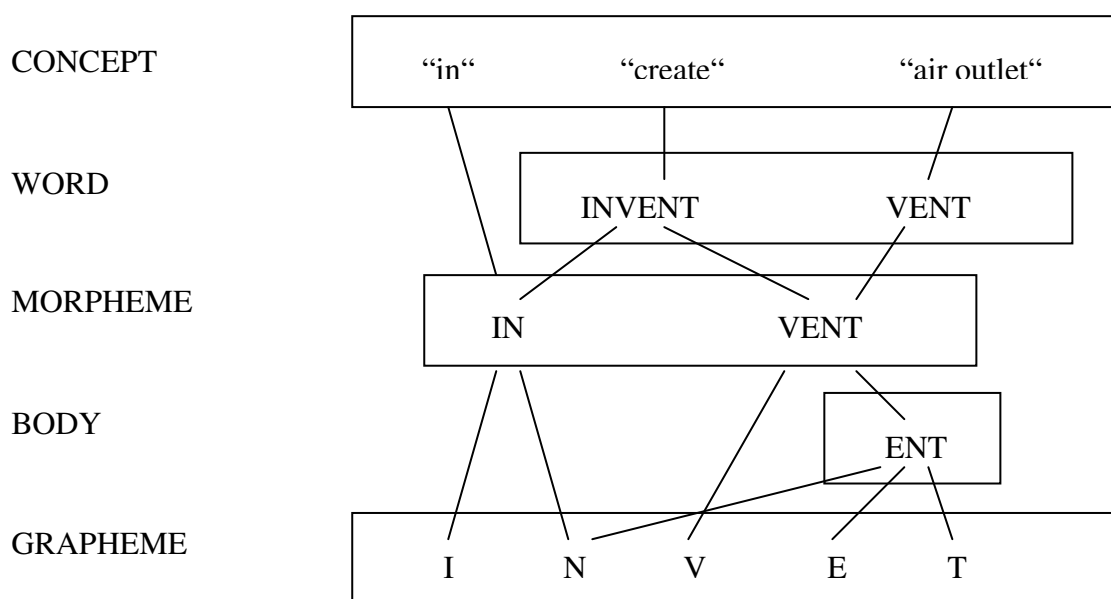 CONCEPT “in“ “create“ “air outlet“
WORD INVENT VENT
MORPHEME IN VENT
BODY ENT
GRAPHEME I N V E T